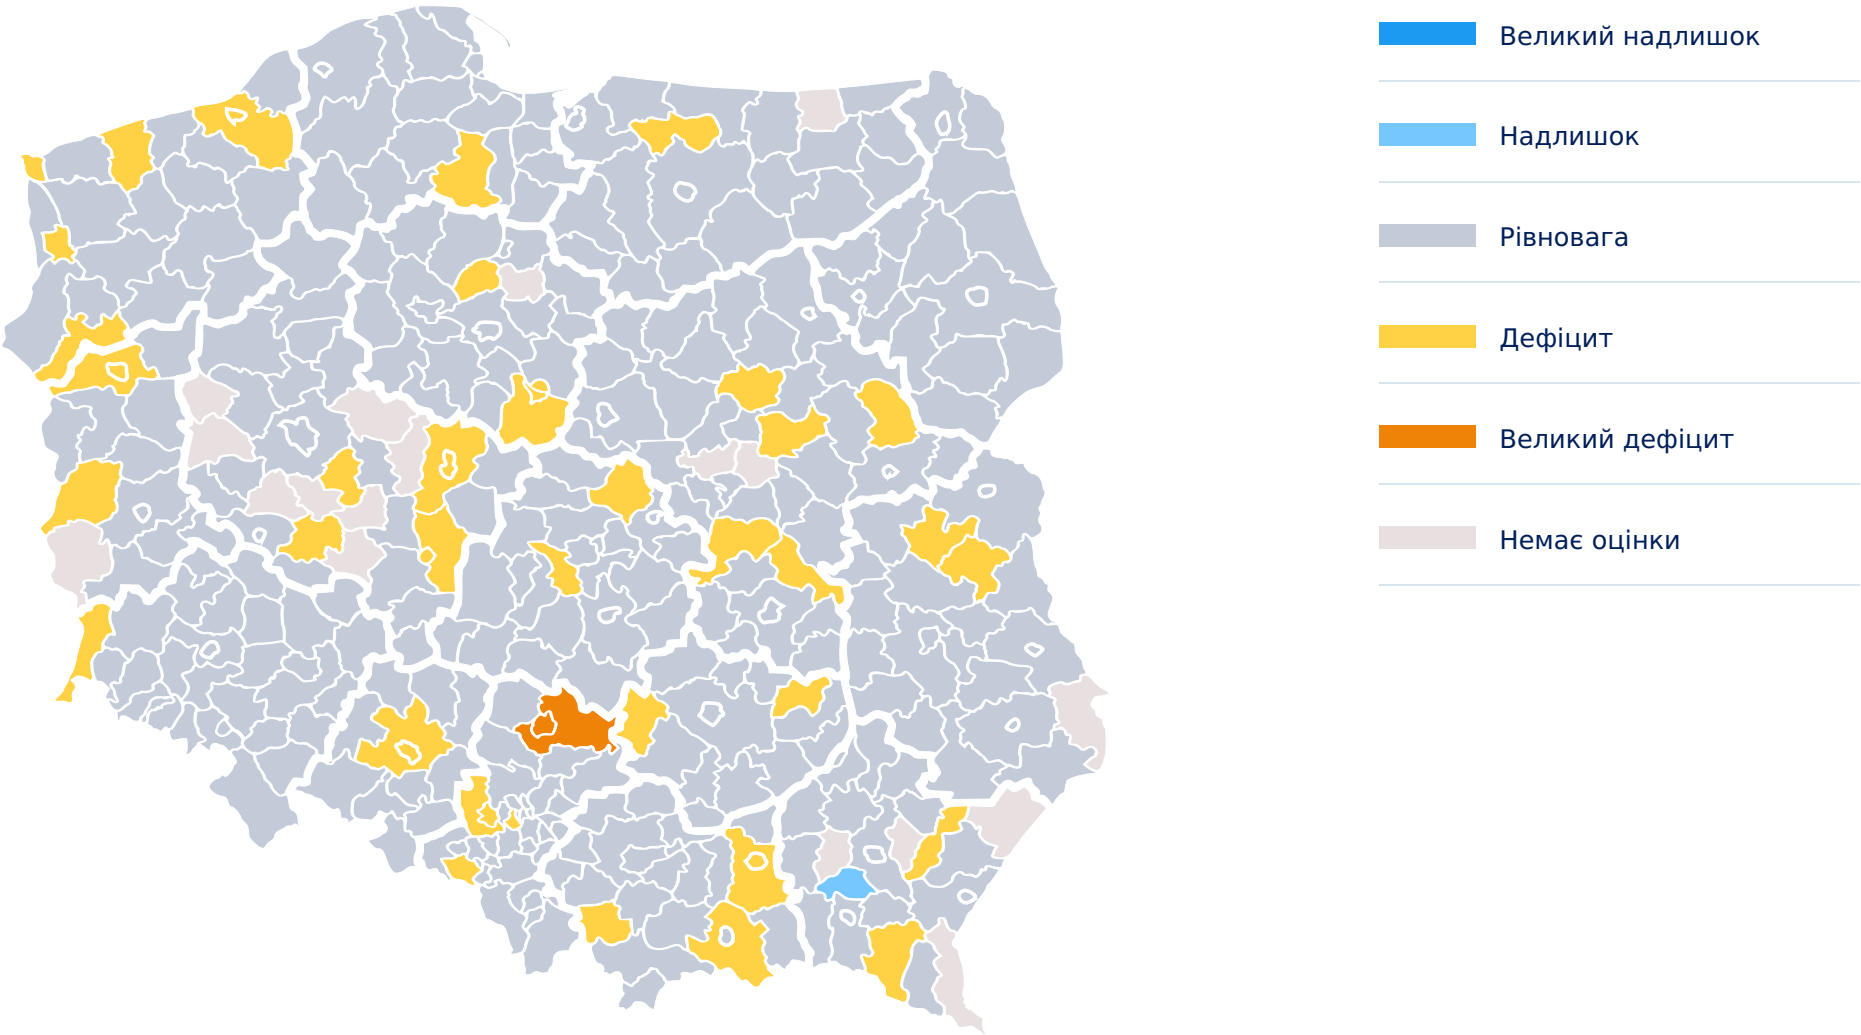 Великий надлишок
Надлишок
Рівновага
Дефіцит
Великий дефіцит
Немає оцінки